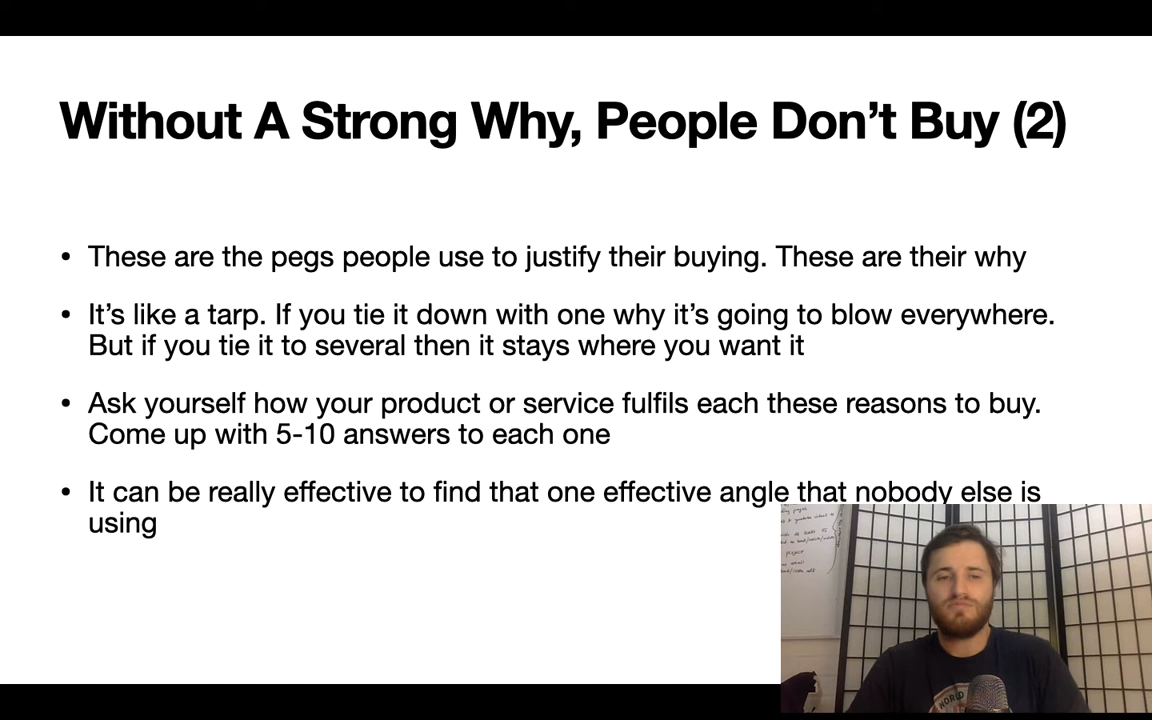 Without A Strong Why, People Don’t Buy (2)
• These are the pegs people use to justify their buying. These are their why
• It’s like a tarp. If you tie it down with one why it’s going to blow everywhere.
But if you tie it to several then it stays where you want it
• Ask yourself how your product or service fulfils each these reasons to buy.
Come up with 5-10 answers to each one
• It can be really effective to find that one effective angle that nobody else is
using
project
WORLD